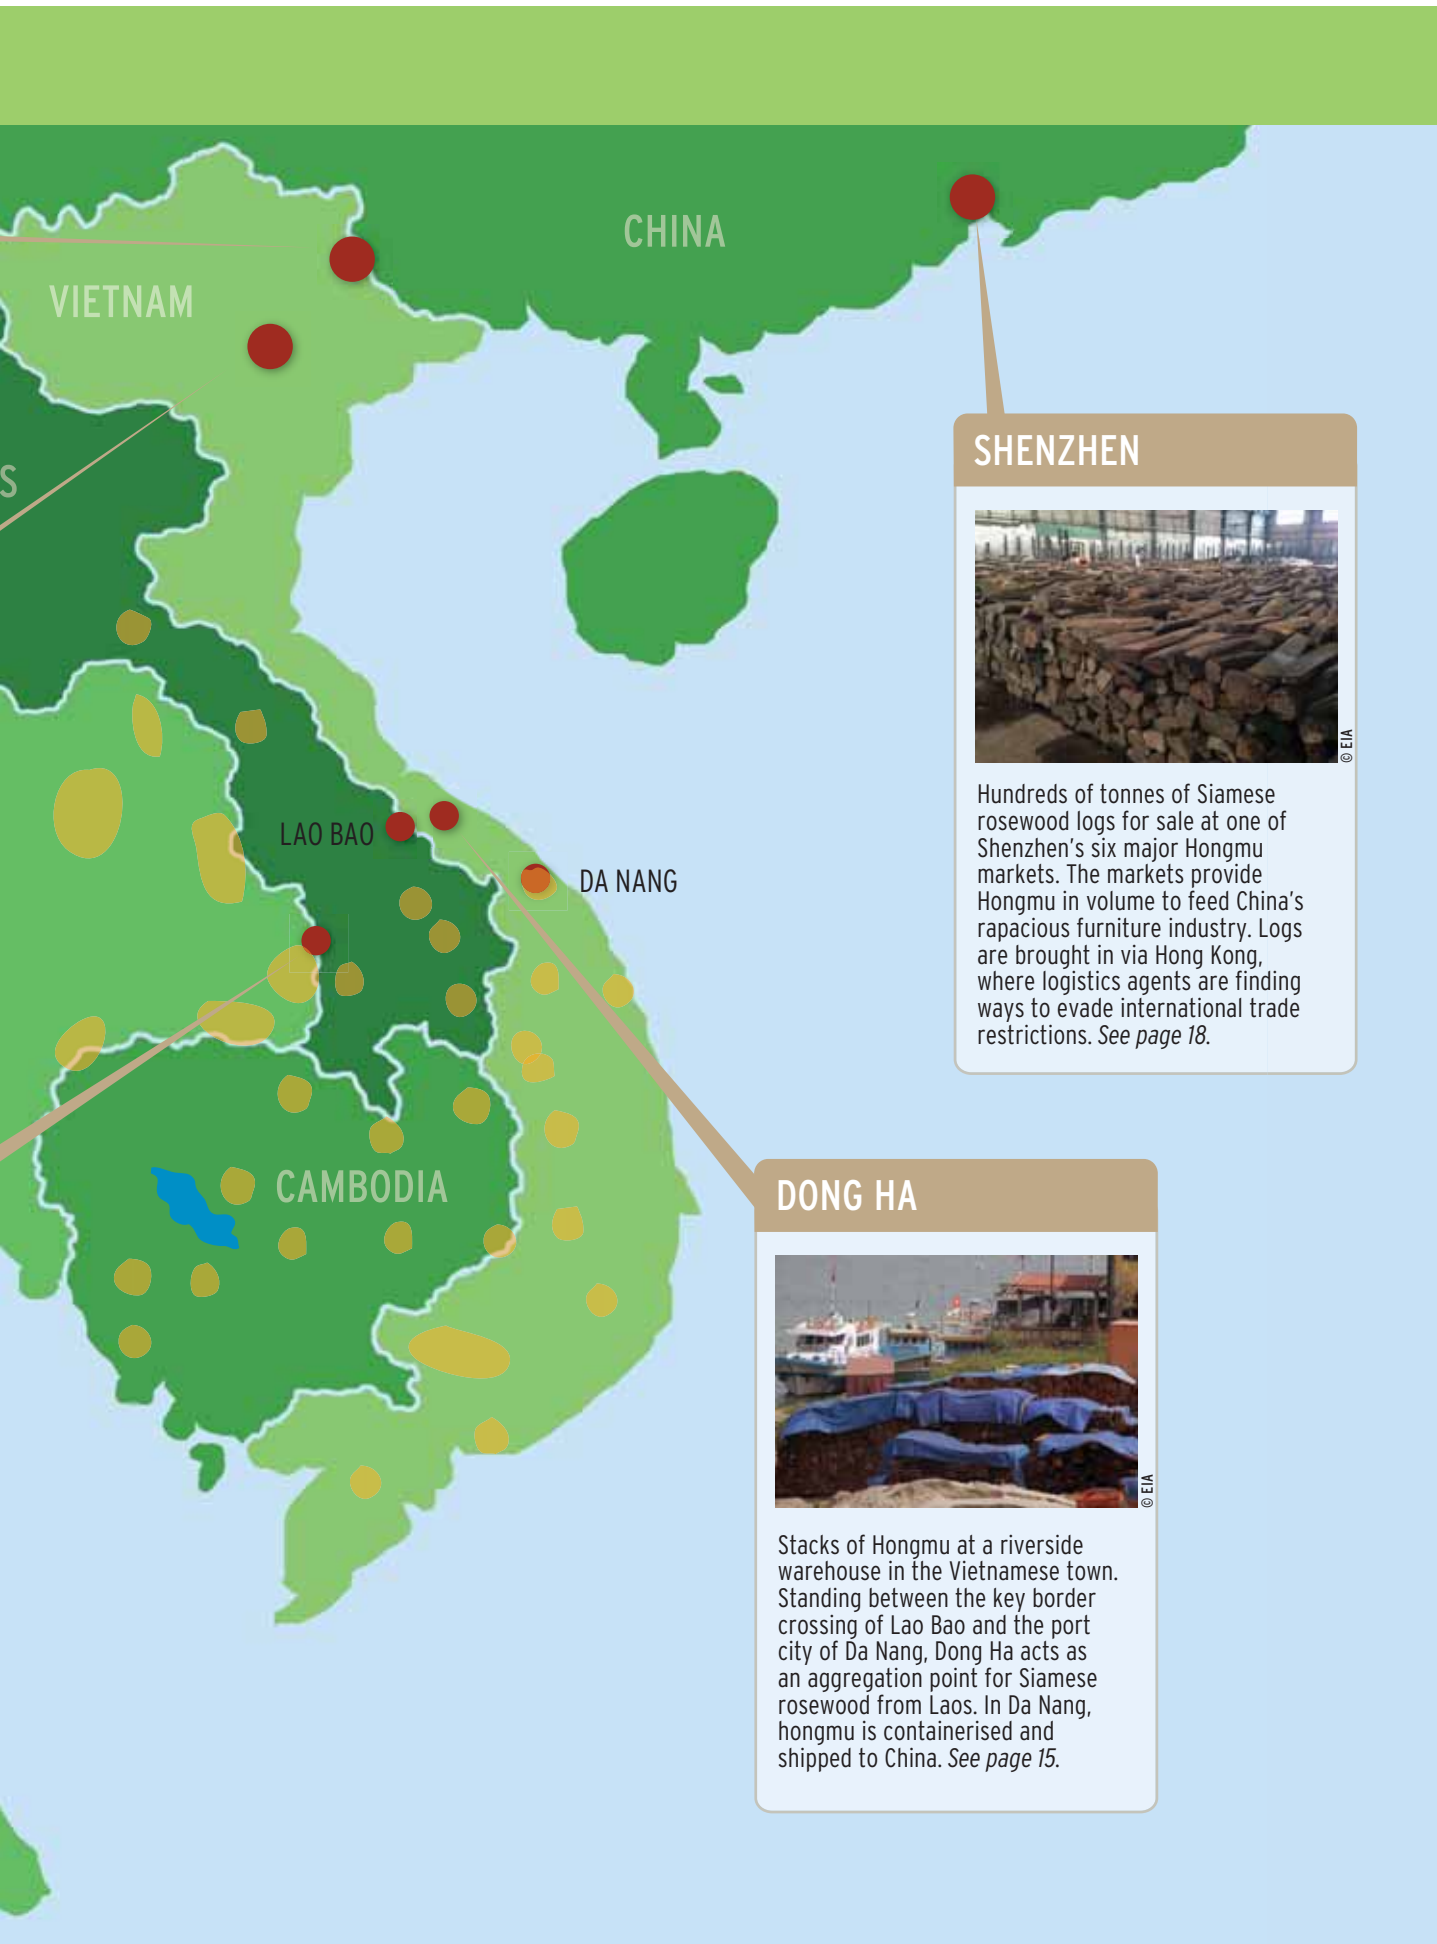 CHINA
VIETNAM
S
LAO BAO
DA NANG
CAMBODIA
SHENZHEN
© EIA
Hundreds of tonnes of Siamese
rosewood logs for sale at one of
Shenzhen's six major Hongmu
markets. The markets provide
Hongmu in volume to feed China's
rapacious furniture industry. Logs
are brought in via Hong Kong,
where logistics agents are finding
ways to evade international trade
restrictions. See page 18.
DONG HA
© EIA
Stacks of Hongmu at a riverside
warehouse in the Vietnamese town.
Standing between the key border
crossing of Lao Bao and the port
city of Da Nang, Dong Ha acts as
an aggregation point for Siamese
rosewood from Laos. In Da Nang,
hongmu is containerised and
shipped to China. See page 15.